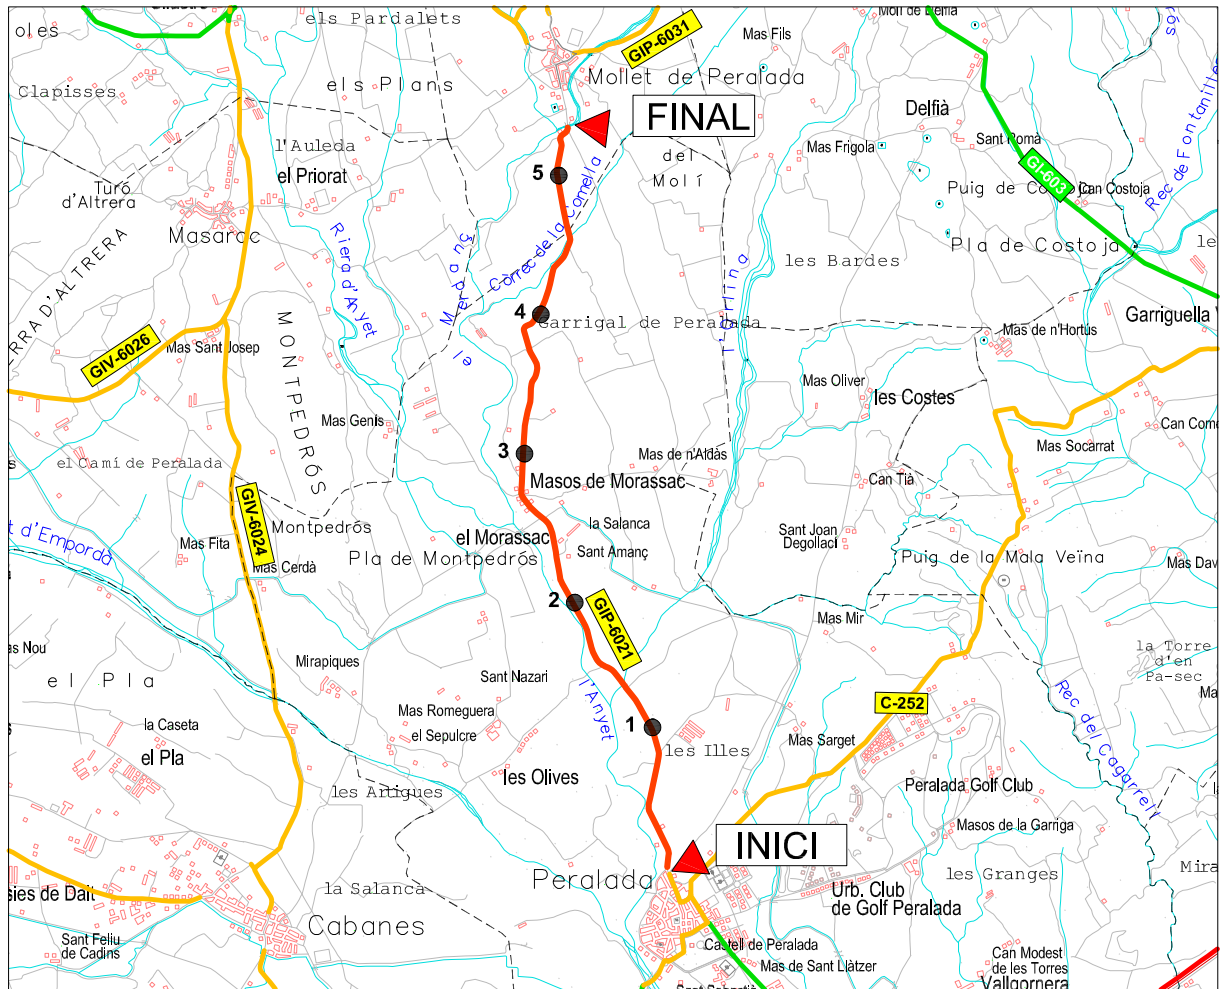 els Pardalets
GIP-6031
Mas Fils
oles
Mollet de Peralada
Clapisses
els Plans
Delfià
FINAL
l'Auleda
el Priorat
Mas Frigola
Sant Romà
del
Molí
5
GI-603
Puig de Costoja
Can Costoja
Rec de Fontanilles
Turó
d'Altrera
Masarac
Riera d'Anyet
Còrrec de la Comella
Pla de Costoja
el Merdanç
l'Orlina
les Bardes
4
Garrigal de Peralada
Mas de n'Hortús
Garriguella
GIV-6026
Mas Sant Josep
MONTPEDRÓS
Mas Oliver
les Costes
Mas Genís
Mas Socarrat
el Camí de Peralada
3
Mas de n'Aldàs
Masos de Morassac
Can Tià
GIV-6024
Montpedrós
la Salanca
Sant Joan
Degollací
el Morassac
Sant Amanç
Mas Fita
Pla de Montpedrós
Puig de la Mala Veïna
Mas Cerdà
2
GIP-6021
Mas Mir
Mirapiques
la Torre
d'en
Pa-sec
el Pla
Sant Nazari
l'Anyet
Rec del Cagarrell
C-252
la Caseta
Mas Romeguera
el Sepulcre
1
Mas Sarget
el Pla
les Illes
les Olives
Peralada Golf Club
les Arrigues
Masos de la Garriga
INICI
Peralada
les Granges
la Salanca
Urb. Club
de Golf Peralada
Cabanes
Sant Feliu
de Cadins
Castell de Peralada
Mas de Sant Llàtzer
Can Modest
de les Torres
Vallgornera